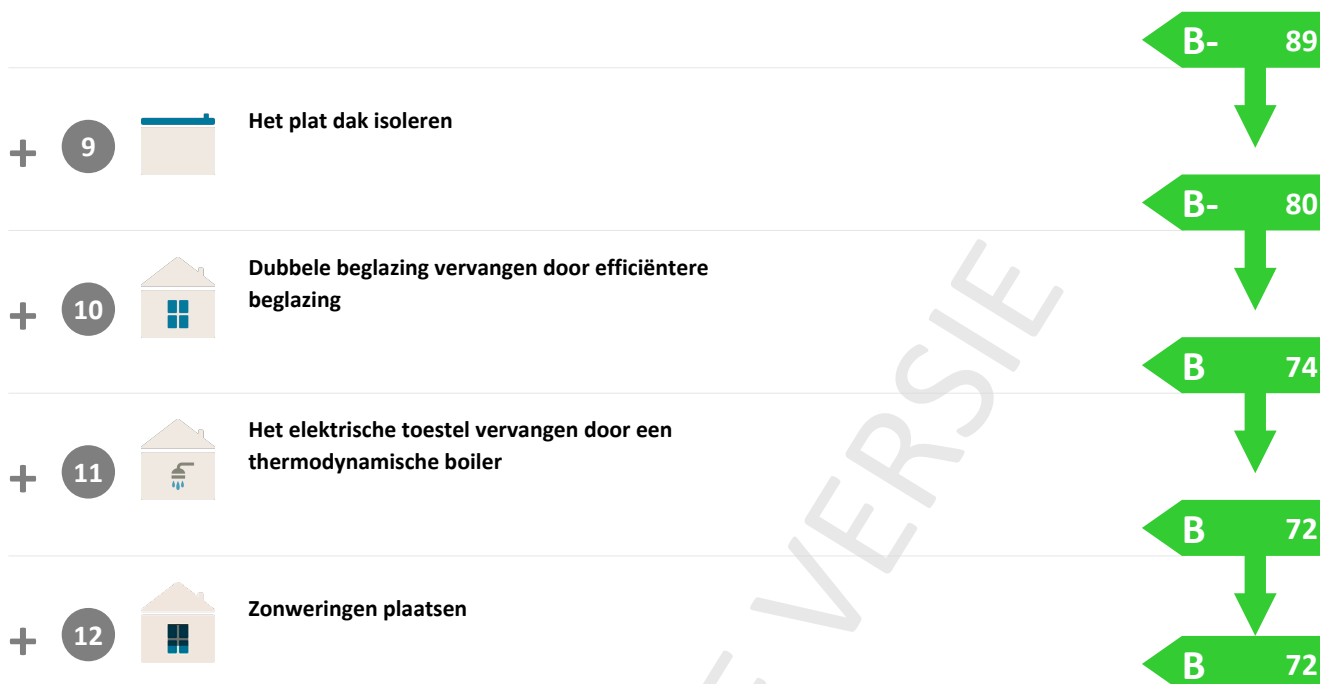 B- 89
+ 9 Het plat dak isoleren
B- 80
+ 10 Dubbele beglazing vervangen door efficiëntere
beglazing
B 74
+ 11 Het elektrische toestel vervangen door een
thermodynamische boiler
B 72
+ 12 Zonweringen plaatsen
B 72
VERSIE